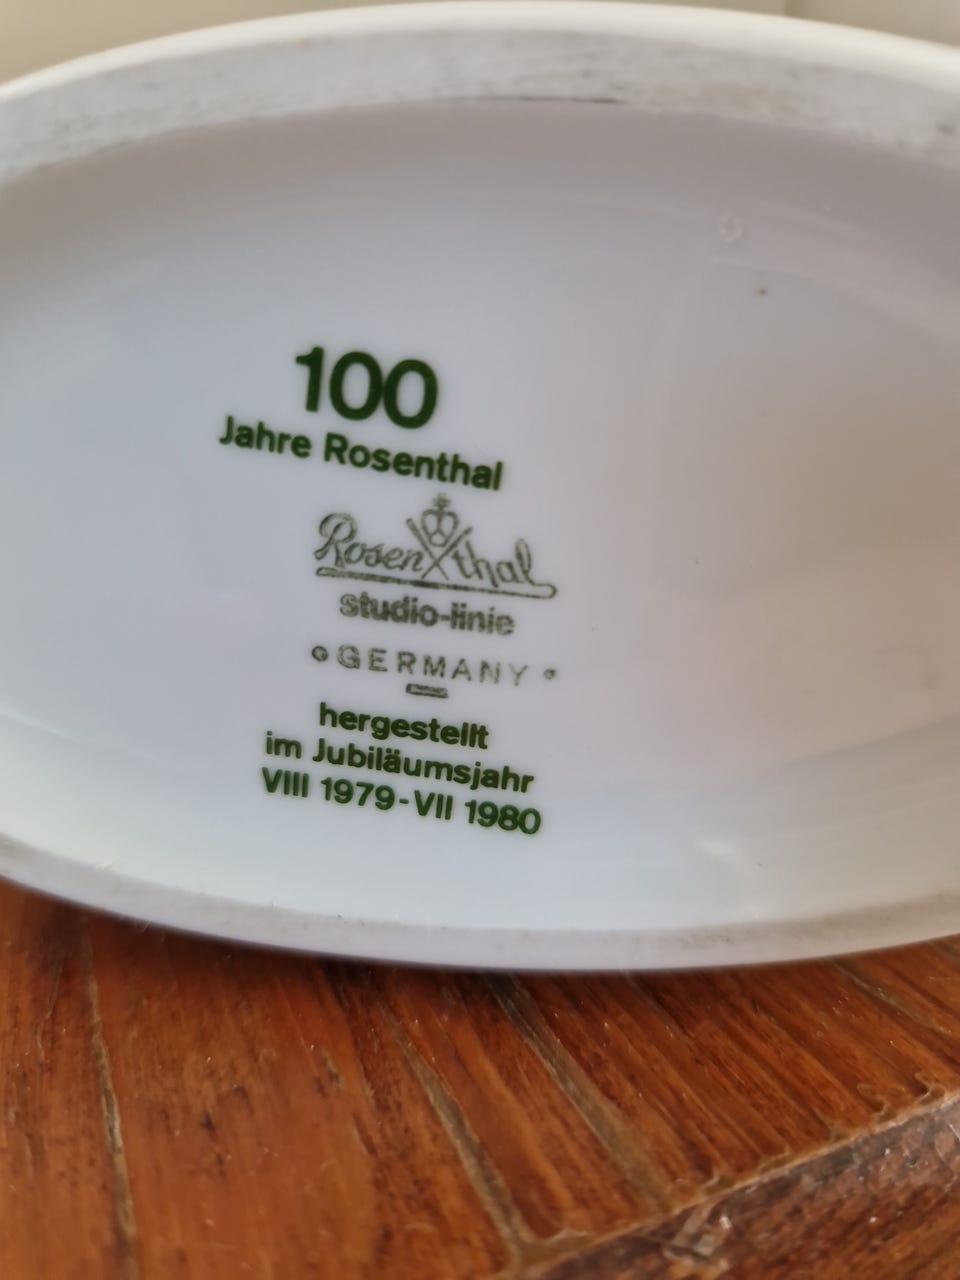 100
Jahre Rosenthal
Rosenthal
studio-linie
GERMANY
hergestellt
im Jubiläumsjahr
VIII 1979-VII 1980